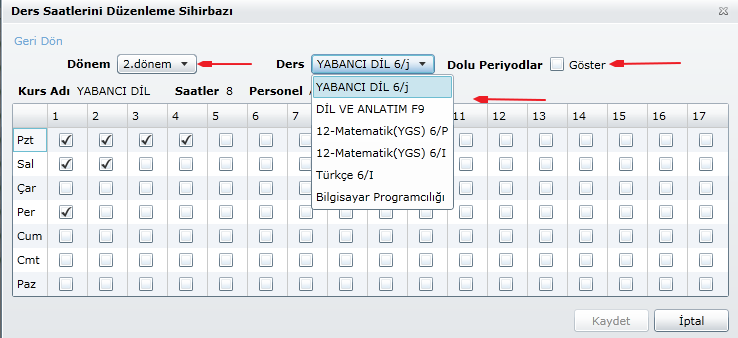 Ders Saatlerini Düzenleme Sihirbazı
Geri Dön
Dönem 2.dönem Ders YABANCI DİL 6/j Dolu Periyodlar Göster
Kurs Adı YABANCI DİL Saatler 8 Personel
YABANCI DİL 6/j
DİL VE ANLATIM F9
12-Matematik(YGS) 6/P
12-Matematik(YGS) 6/I
Türkçe 6/I
Bilgisayar Programcılığı
1 2 3 4 5 6 11 12 13 14 15 16 17
Pzt
Sal
Çar
Per
Cum
Cmt
Paz
Kaydet İptal